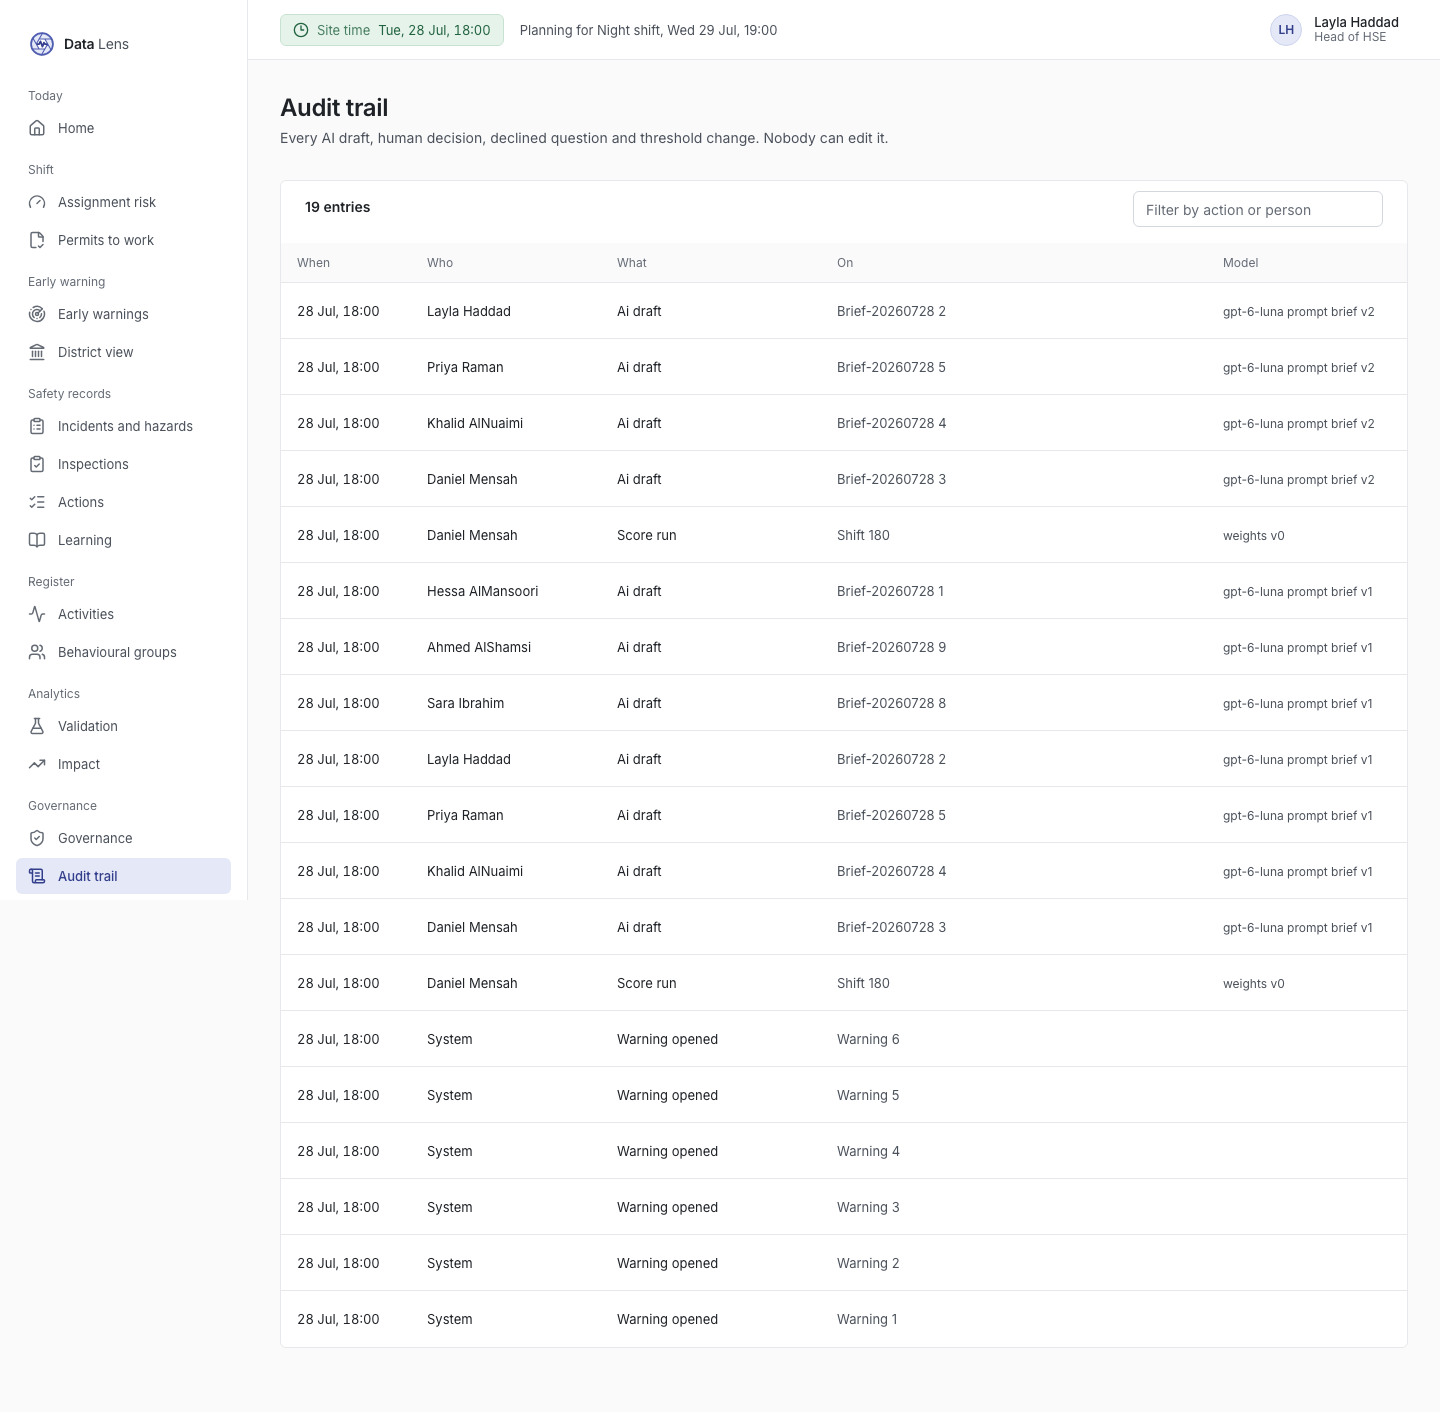 Data Lens
Site time Tue, 28 Jul, 18:00
Planning for Night shift, Wed 29 Jul, 19:00
LH
Layla Haddad
Head of HSE
Today
Home
Shift
Assignment risk
Permits to work
Early warning
Early warnings
District view
Safety records
Incidents and hazards
Inspections
Actions
Learning
Register
Activities
Behavioural groups
Analytics
Validation
Impact
Governance
Governance
Audit trail
Audit trail
Every AI draft, human decision, declined question and threshold change. Nobody can edit it.
19 entries
Filter by action or person
When Who What On Model
28 Jul, 18:00 Layla Haddad Ai draft Brief-20260728 2 gpt-6-luna prompt brief v2
28 Jul, 18:00 Priya Raman Ai draft Brief-20260728 5 gpt-6-luna prompt brief v2
28 Jul, 18:00 Khalid AlNuaimi Ai draft Brief-20260728 4 gpt-6-luna prompt brief v2
28 Jul, 18:00 Daniel Mensah Ai draft Brief-20260728 3 gpt-6-luna prompt brief v2
28 Jul, 18:00 Daniel Mensah Score run Shift 180 weights v0
28 Jul, 18:00 Hessa AlMansoori Ai draft Brief-20260728 1 gpt-6-luna prompt brief v1
28 Jul, 18:00 Ahmed AlShamsi Ai draft Brief-20260728 9 gpt-6-luna prompt brief v1
28 Jul, 18:00 Sara Ibrahim Ai draft Brief-20260728 8 gpt-6-luna prompt brief v1
28 Jul, 18:00 Layla Haddad Ai draft Brief-20260728 2 gpt-6-luna prompt brief v1
28 Jul, 18:00 Priya Raman Ai draft Brief-20260728 5 gpt-6-luna prompt brief v1
28 Jul, 18:00 Khalid AlNuaimi Ai draft Brief-20260728 4 gpt-6-luna prompt brief v1
28 Jul, 18:00 Daniel Mensah Ai draft Brief-20260728 3 gpt-6-luna prompt brief v1
28 Jul, 18:00 Daniel Mensah Score run Shift 180 weights v0
28 Jul, 18:00 System Warning opened Warning 6
28 Jul, 18:00 System Warning opened Warning 5
28 Jul, 18:00 System Warning opened Warning 4
28 Jul, 18:00 System Warning opened Warning 3
28 Jul, 18:00 System Warning opened Warning 2
28 Jul, 18:00 System Warning opened Warning 1